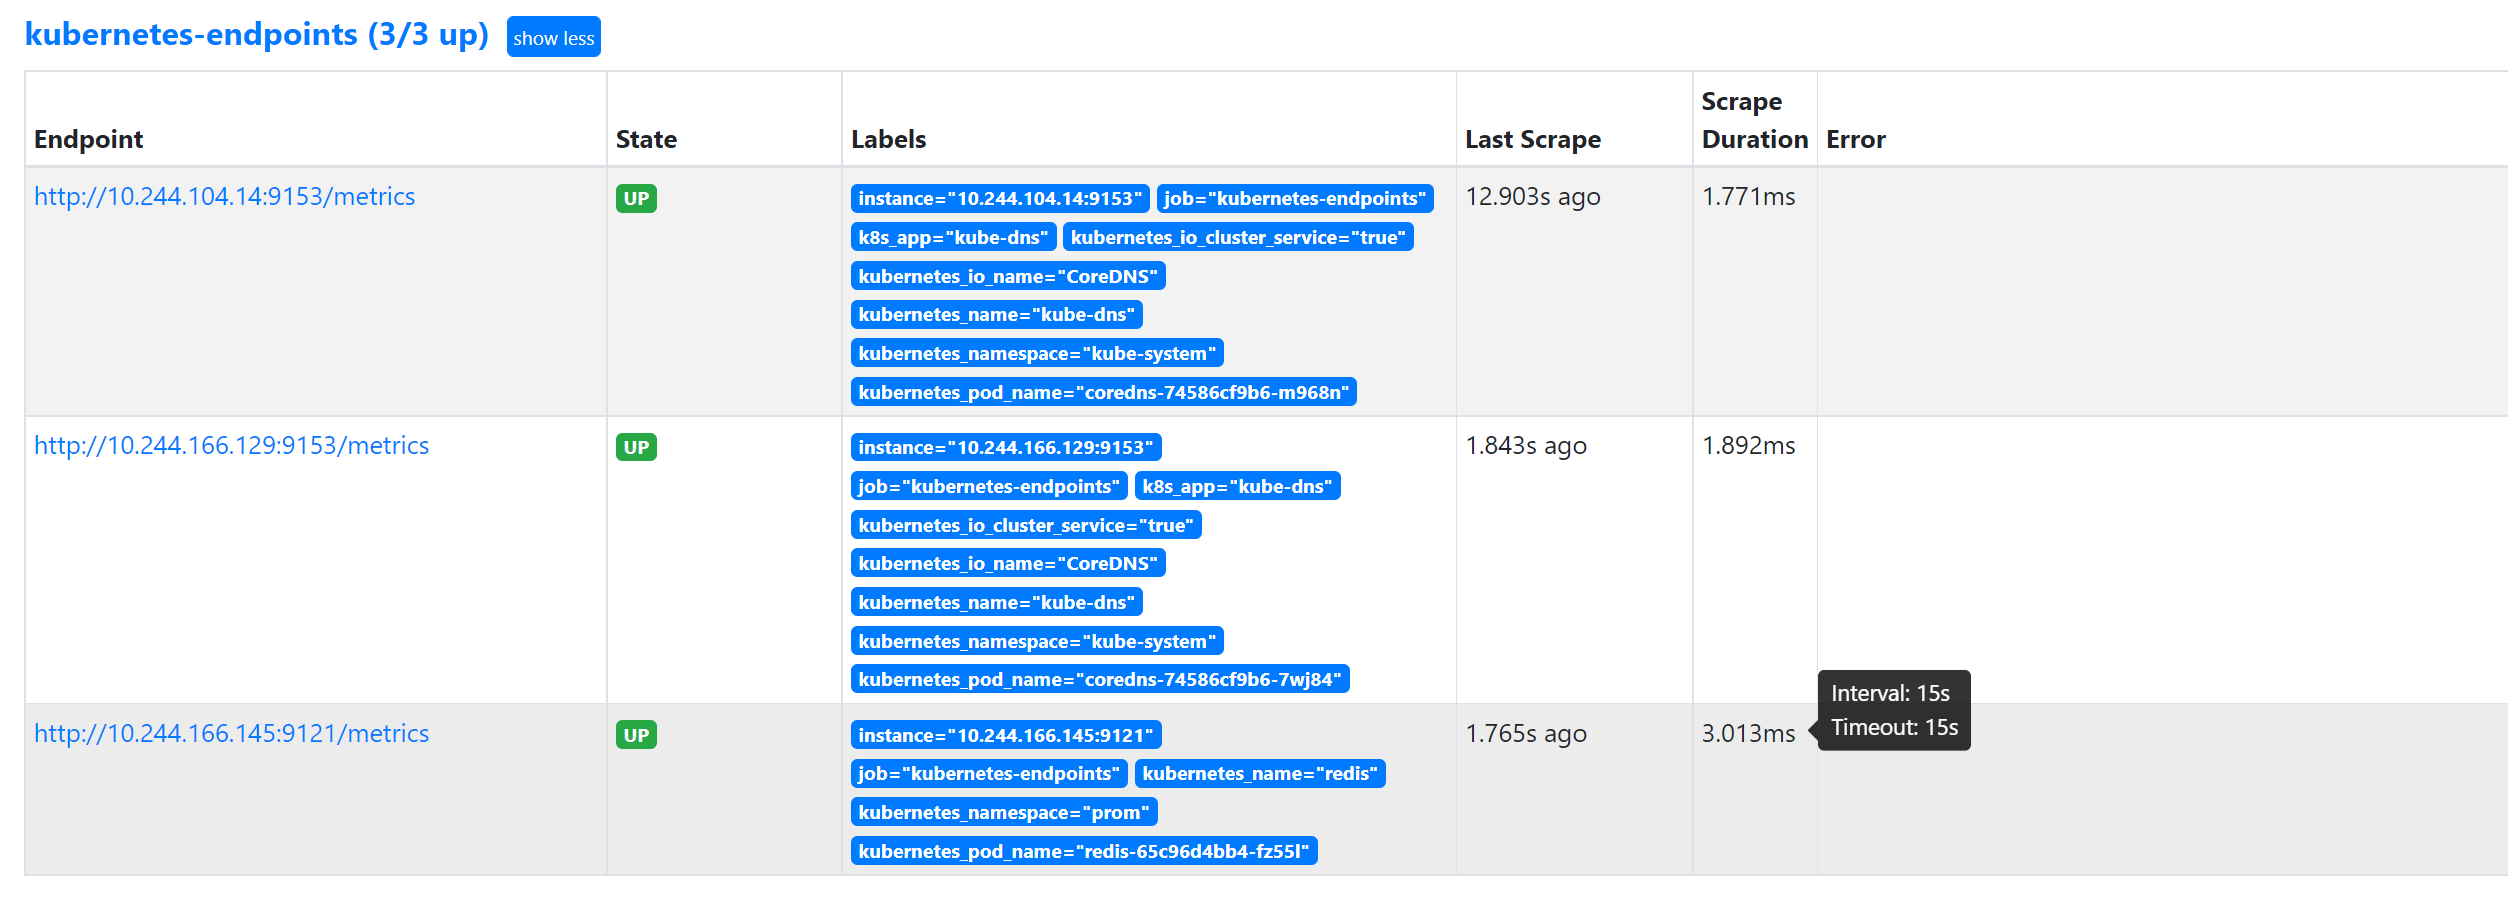 kubernetes-endpoints (3/3 up) show less
Endpoint State Labels Last Scrape Scrape Duration Error
http://10.244.104.14:9153/metrics UP instance="10.244.104.14:9153" job="kubernetes-endpoints" 12.903s ago 1.771ms
k8s_app="kube-dns" kubernetes_io_cluster_service="true"
kubernetes_io_name="CoreDNS"
kubernetes_name="kube-dns"
kubernetes_namespace="kube-system"
kubernetes_pod_name="coredns-74586cf9b6-m968n"
http://10.244.166.129:9153/metrics UP instance="10.244.166.129:9153" 1.843s ago 1.892ms
job="kubernetes-endpoints" k8s_app="kube-dns"
kubernetes_io_cluster_service="true"
kubernetes_io_name="CoreDNS"
kubernetes_name="kube-dns"
kubernetes_namespace="kube-system"
kubernetes_pod_name="coredns-74586cf9b6-7wj84"
http://10.244.166.145:9121/metrics UP instance="10.244.166.145:9121" 1.765s ago 3.013ms
Interval: 15s
Timeout: 15s
job="kubernetes-endpoints" kubernetes_name="redis"
kubernetes_namespace="prom"
kubernetes_pod_name="redis-65c96d4bb4-fz55l"